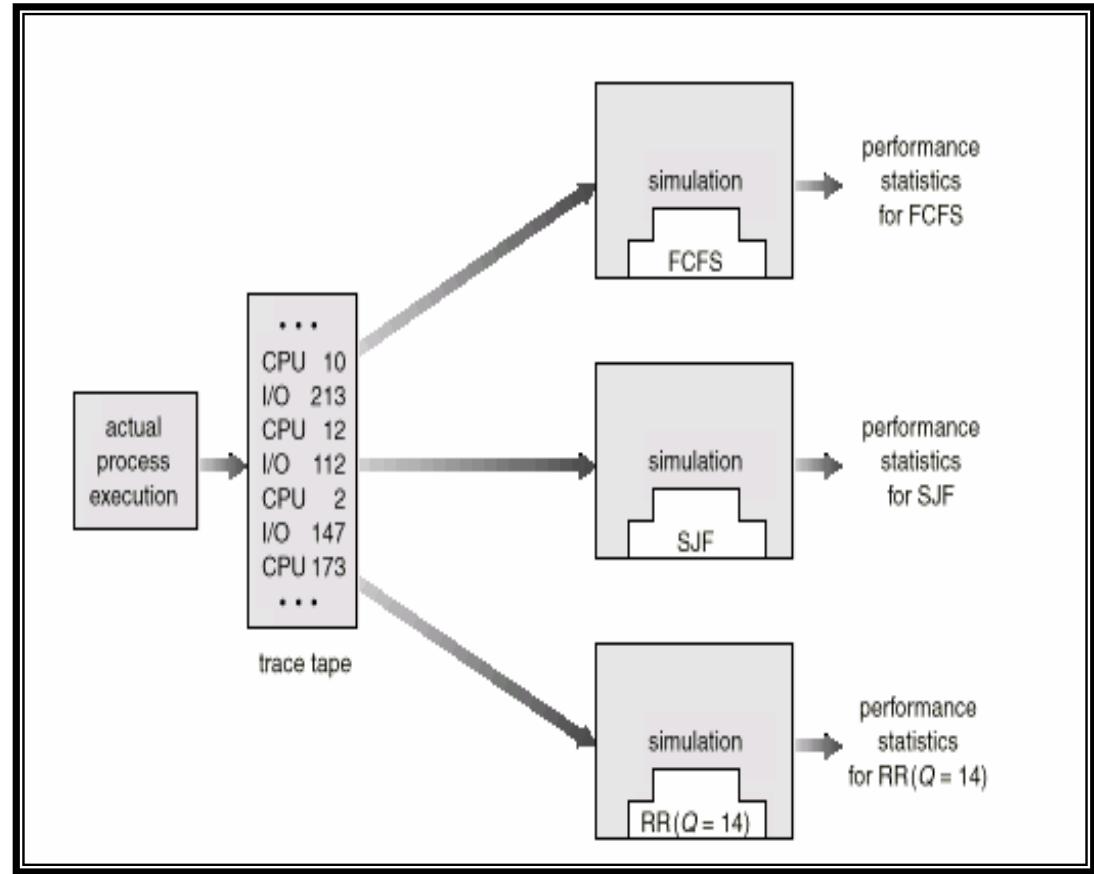 actual
process
execution
• • •
CPU 10
I/O 213
CPU 12
I/O 112
CPU 2
I/O 147
CPU 173
• • •
trace tape
simulation
FCFS
performance
statistics
for FCFS
simulation
SJF
performance
statistics
for SJF
simulation
RR(Q = 14)
performance
statistics
for RR(Q = 14)